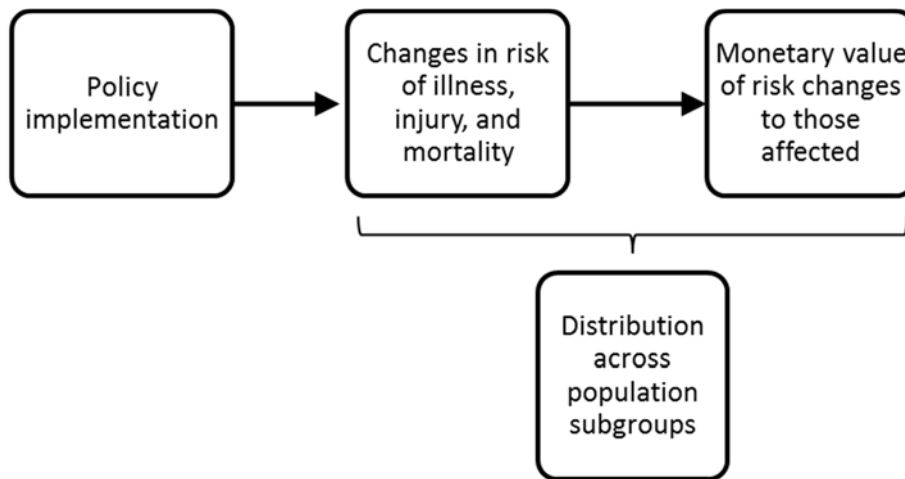 Policy
implementation
Changes in risk
of illness,
injury, and
mortality
Monetary value
of risk changes
to those
affected
Distribution
across
population
subgroups